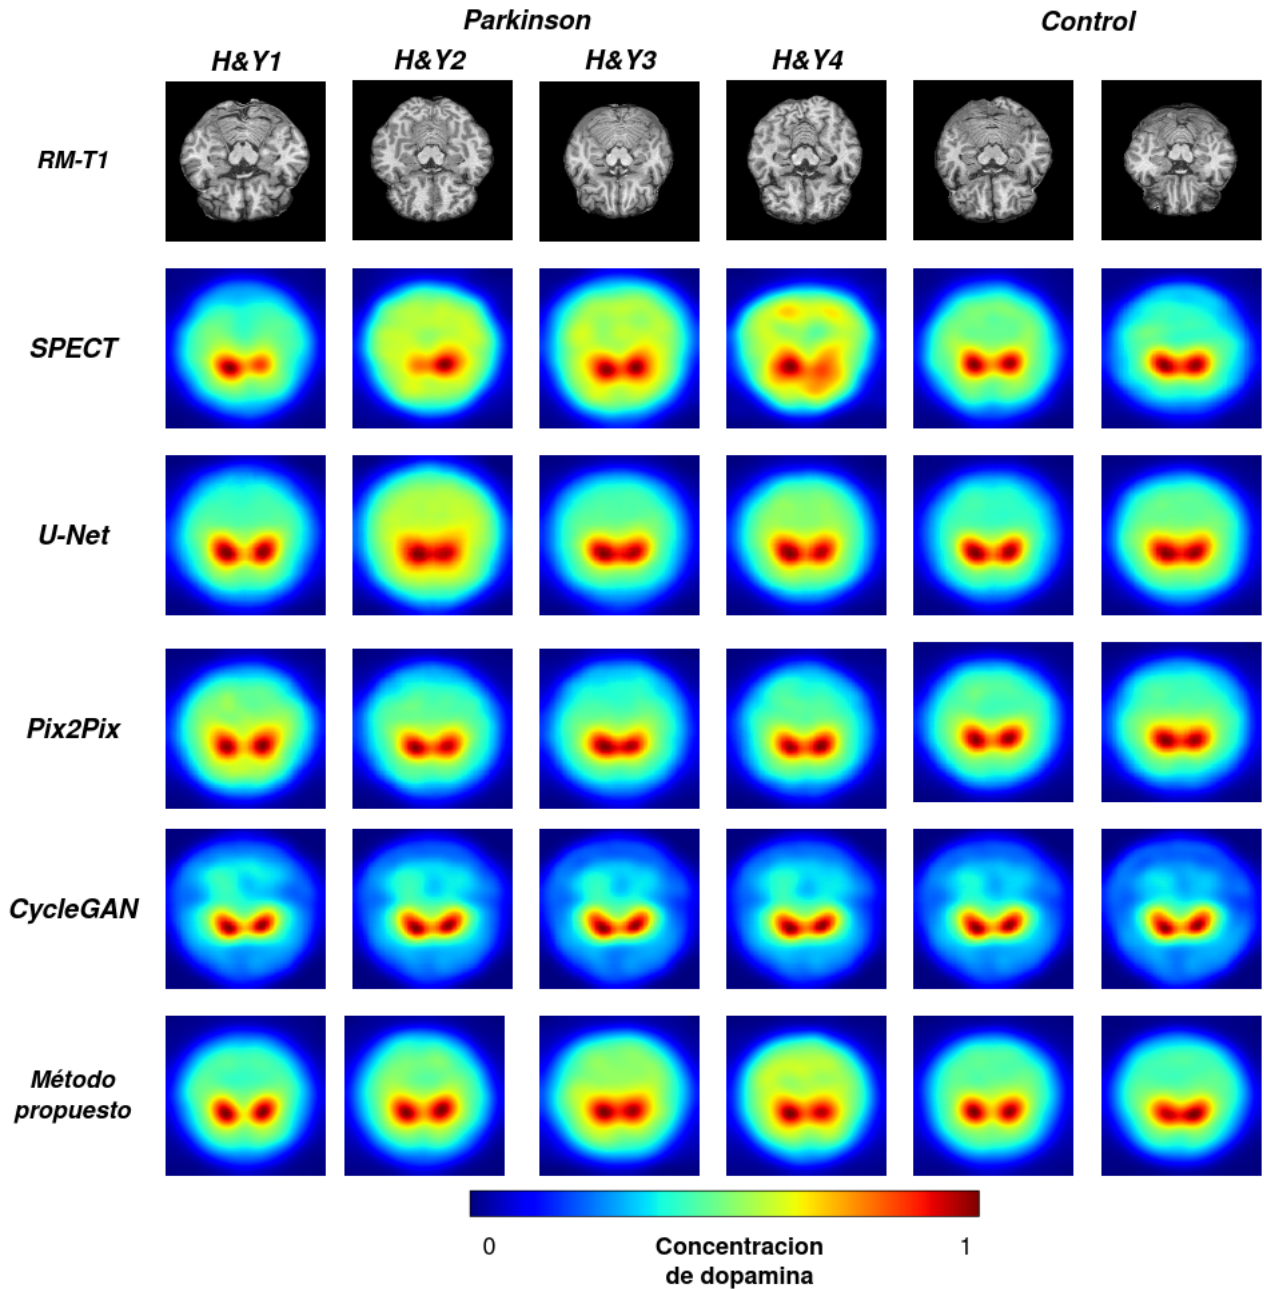 Parkinson
Control
H&Y1
H&Y2
H&Y3
H&Y4
RM-T1
SPECT
U-Net
Pix2Pix
CycleGAN
Método
propuesto
0
Concentracion
de dopamina
1